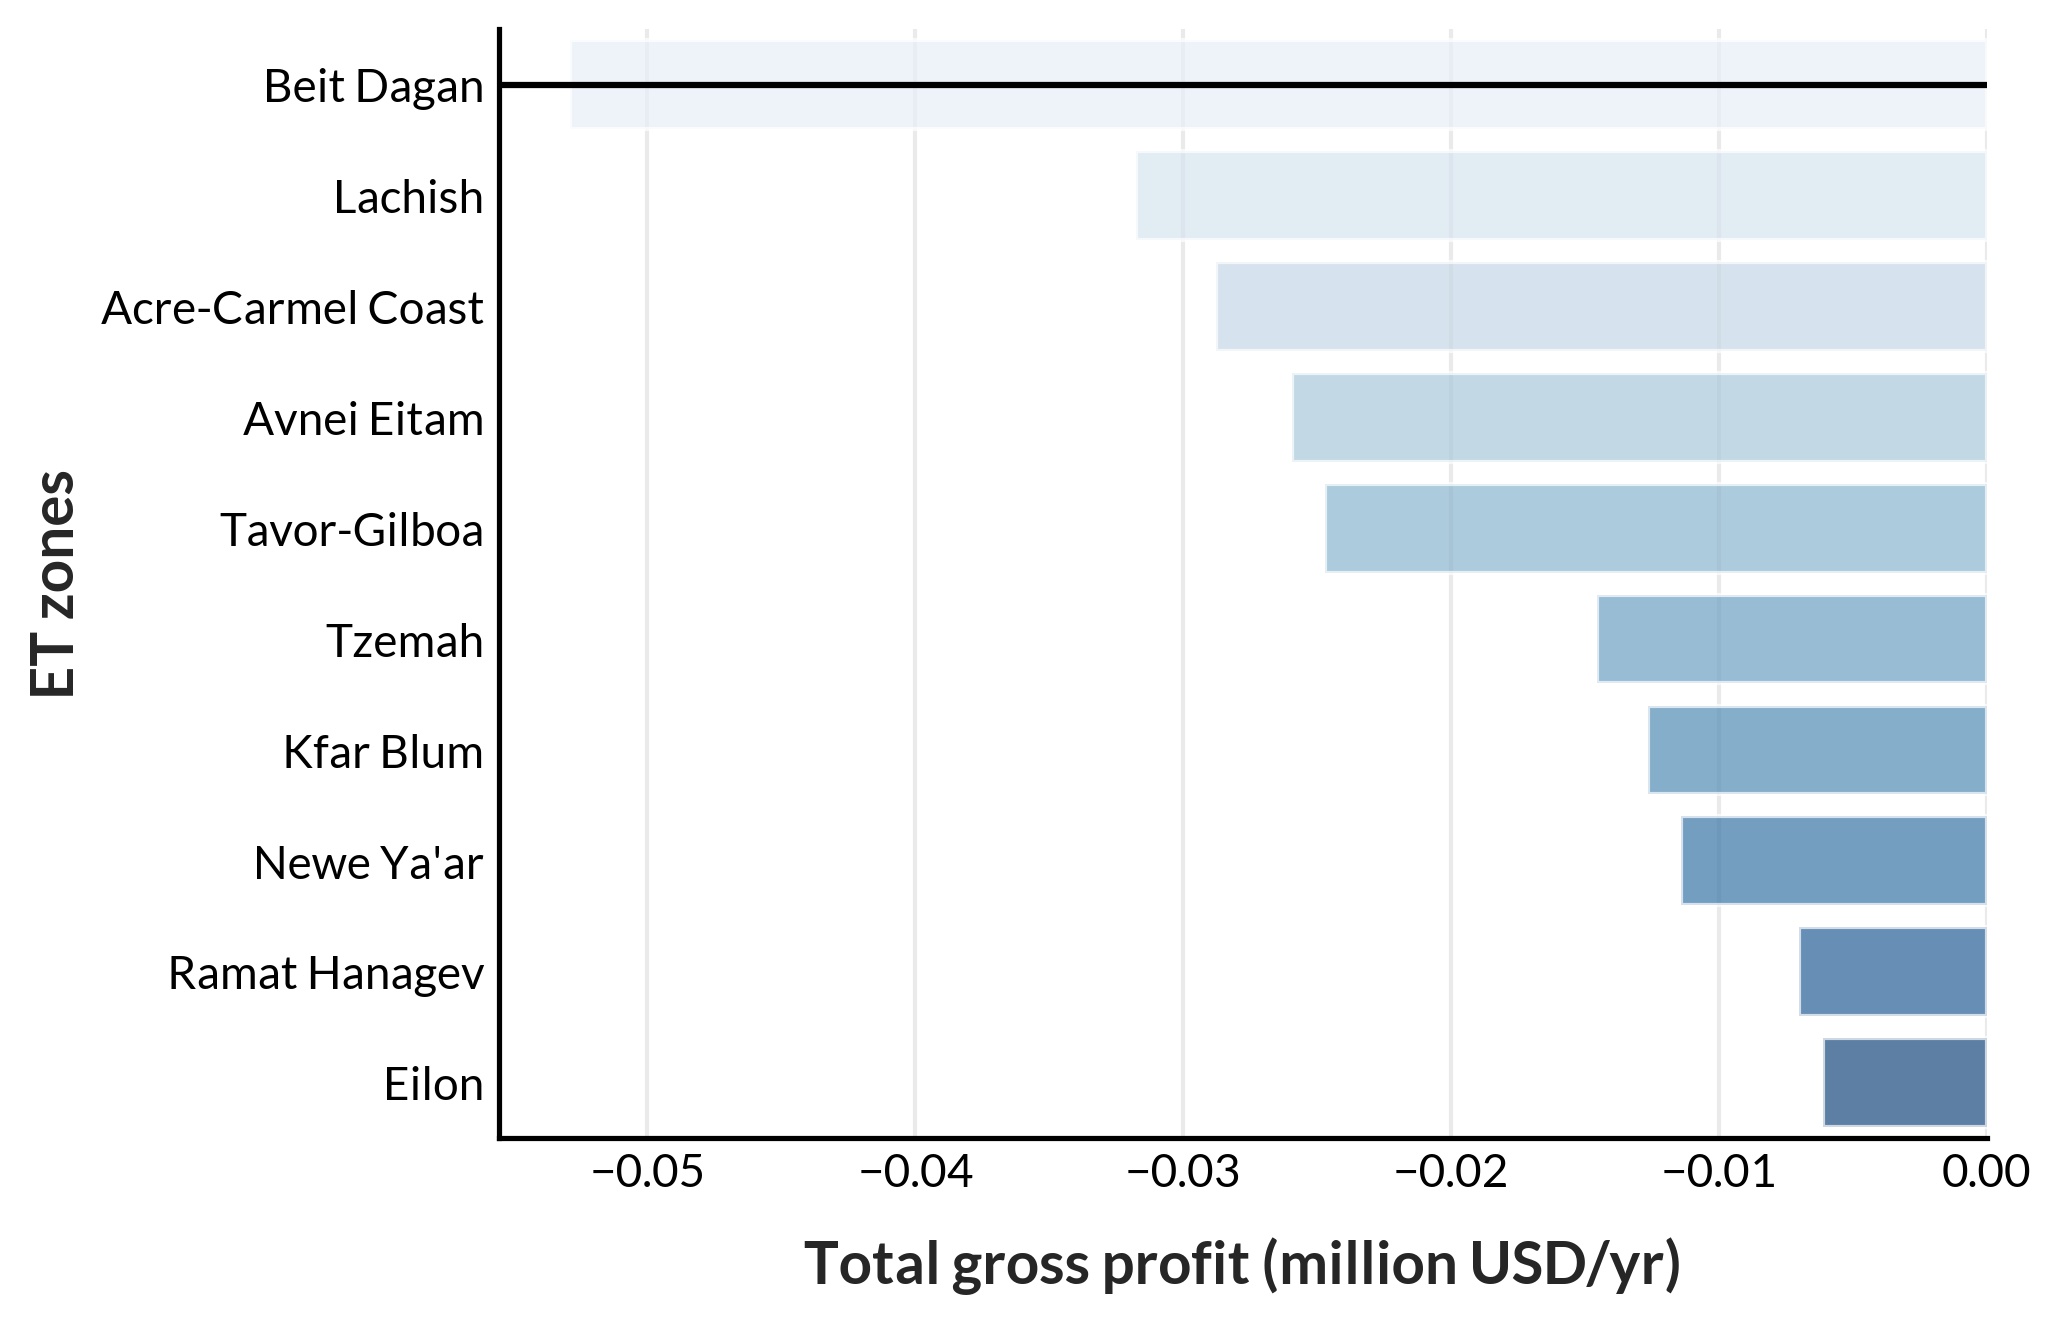 Beit Dagan
Lachish
Acre-Carmel Coast
Avnei Eitam
Tavor-Gilboa
Tzemah
Kfar Blum
Newe Ya'ar
Ramat Hanagev
Eilon
ET zones
−0.05 −0.04 −0.03 −0.02 −0.01 0.00
Total gross profit (million USD/yr)